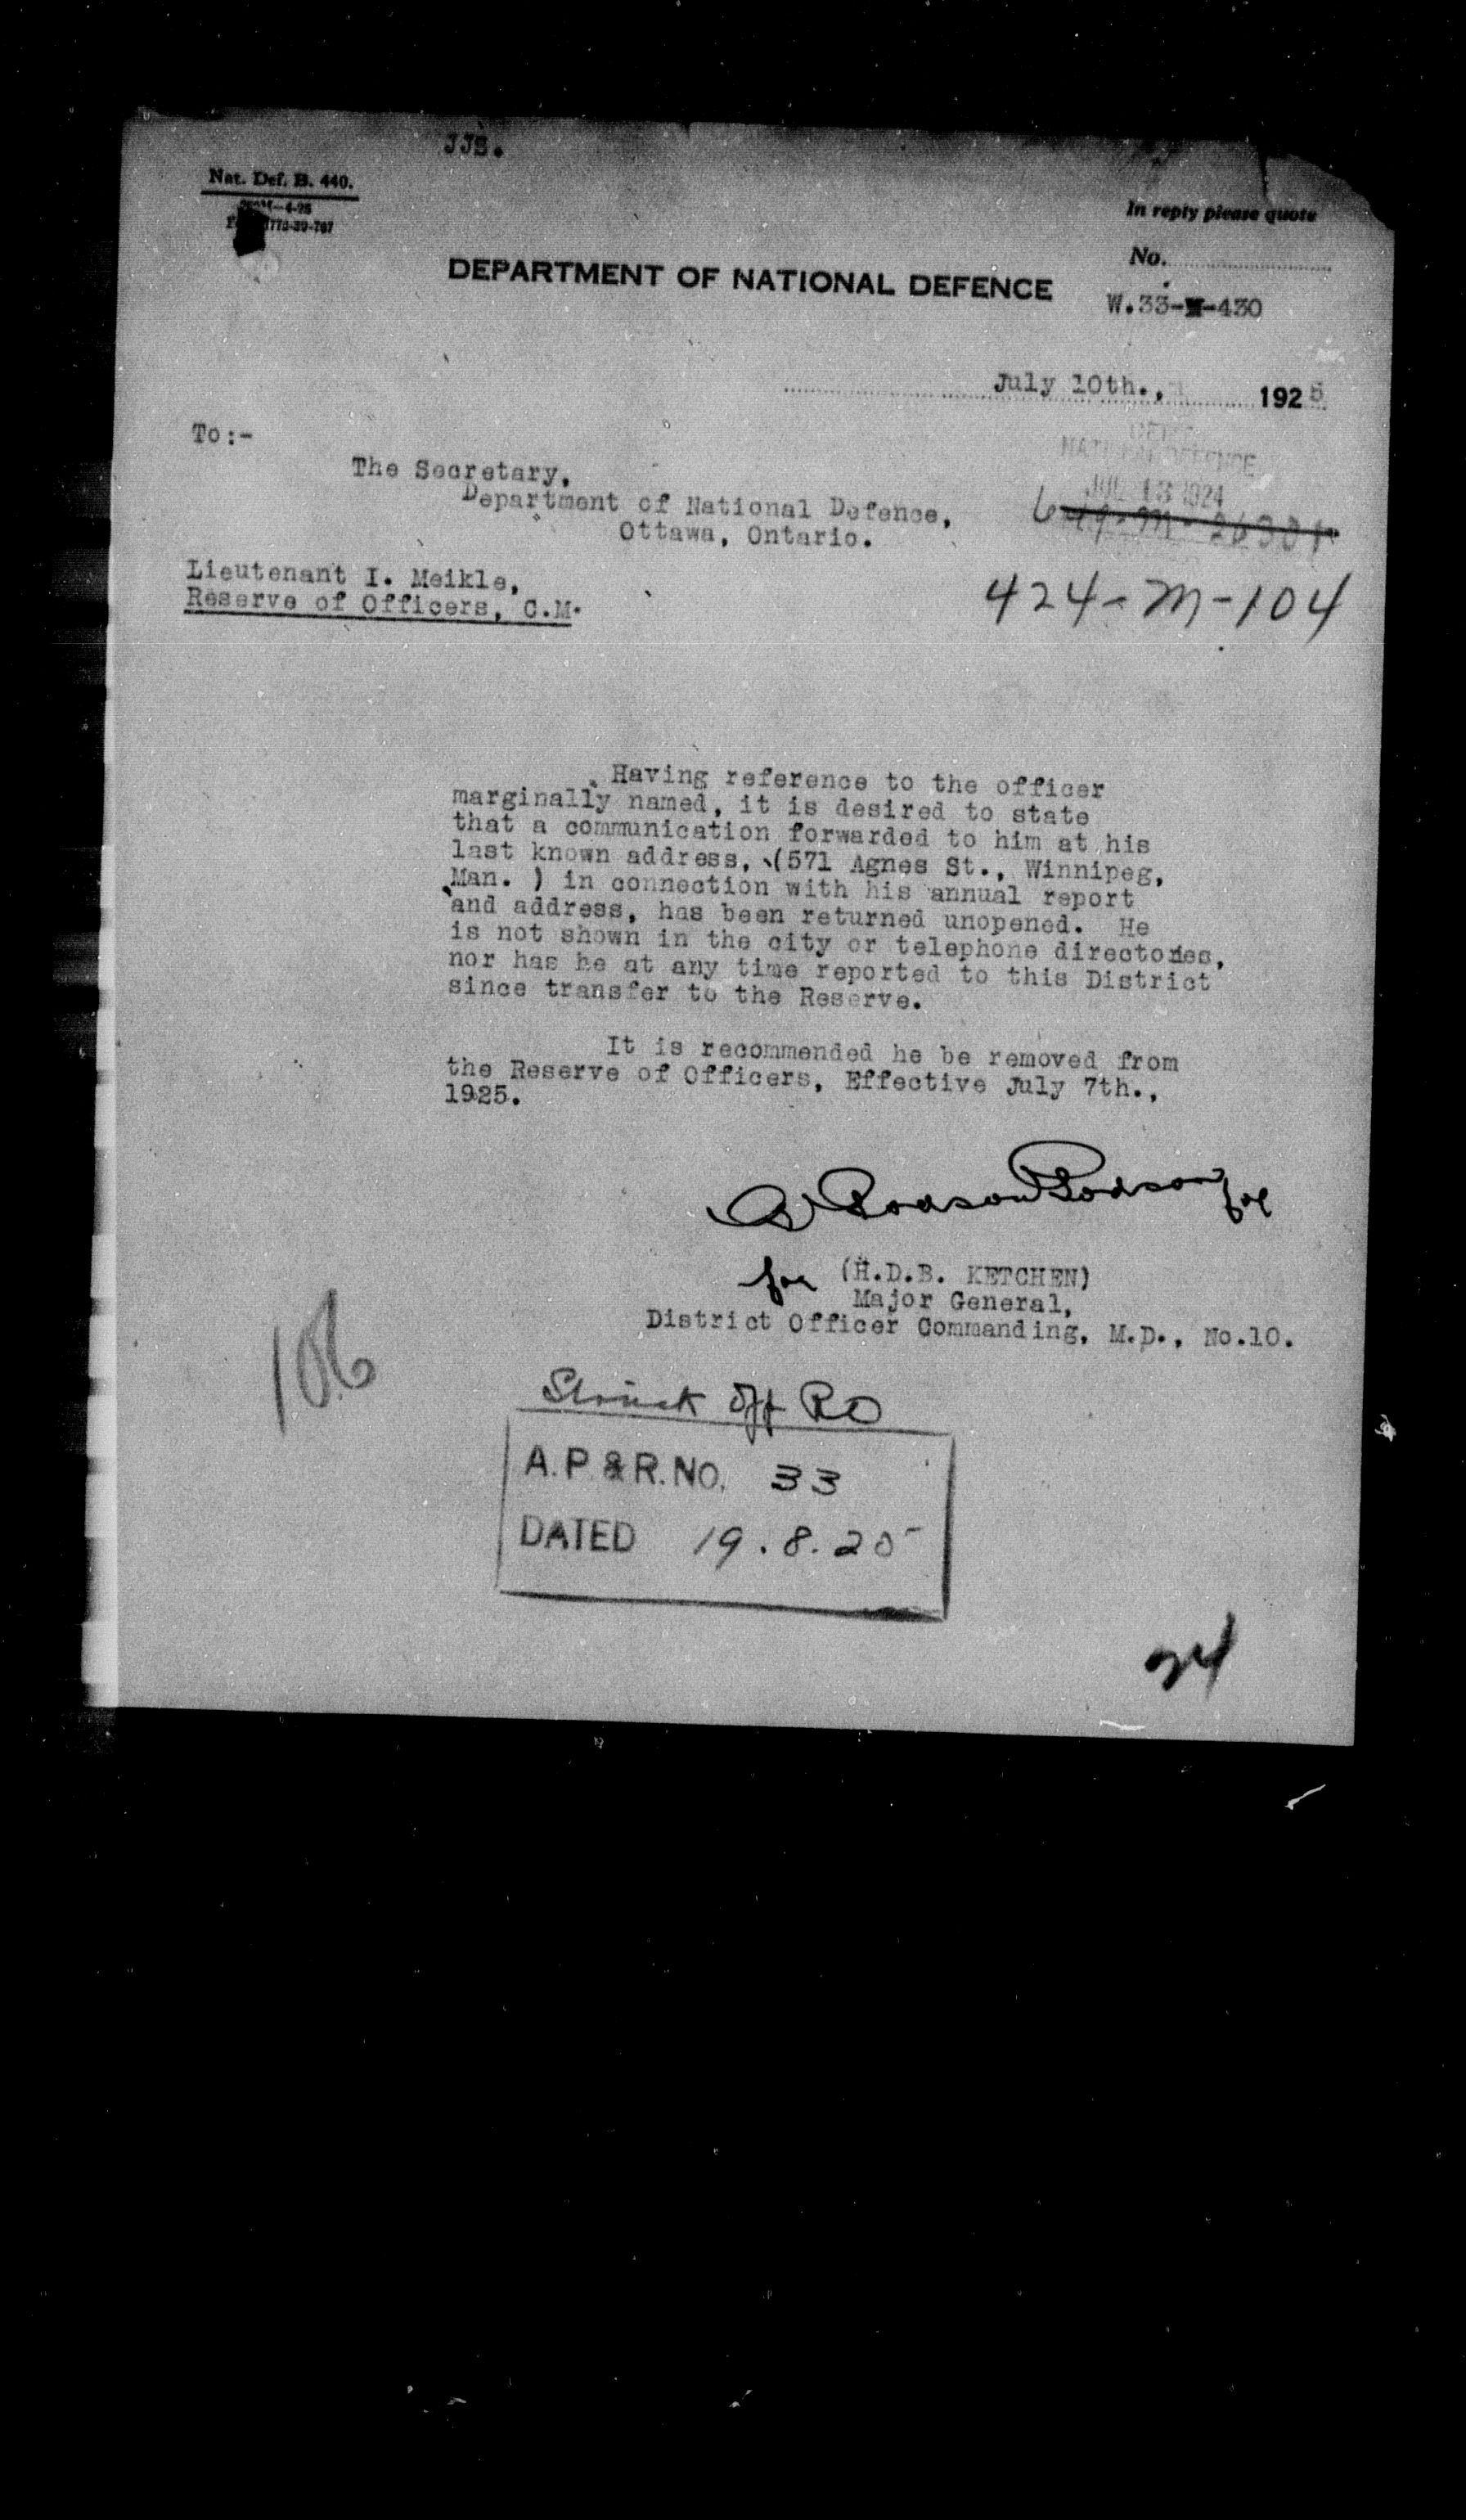 JJS.
Nat. Def. B. 440.
In reply please quote
No.
DEPARTMENT OF NATIONAL DEFENCE
W.33-M-430
July 10th., 1925
To:-
The Secretary,
Department of National Defence,
Ottawa, Ontario.
NATIONAL DEFENCE
JUL 13 1924
Lieutenant I. Meikle,
Reserve of Officers, C.M.
424-M-104
Having reference to the officer
marginally named, it is desired to state
that a communication forwarded to him at his
last known address, (571 Agnes St., Winnipeg,
Man. ) in connection with his annual report
and address, has been returned unopened. He
is not shown in the city or telephone directories,
nor has he at any time reported to this District
since transfer to the Reserve.
It is recommended he be removed from
the Reserve of Officers, Effective July 7th.,
1925.
for (H.D.B. KETCHEN)
Major General,
District Officer Commanding, M.D., No.10.
106
Struck off RO
A.P.&R.NO. 33
DATED 19.8.25